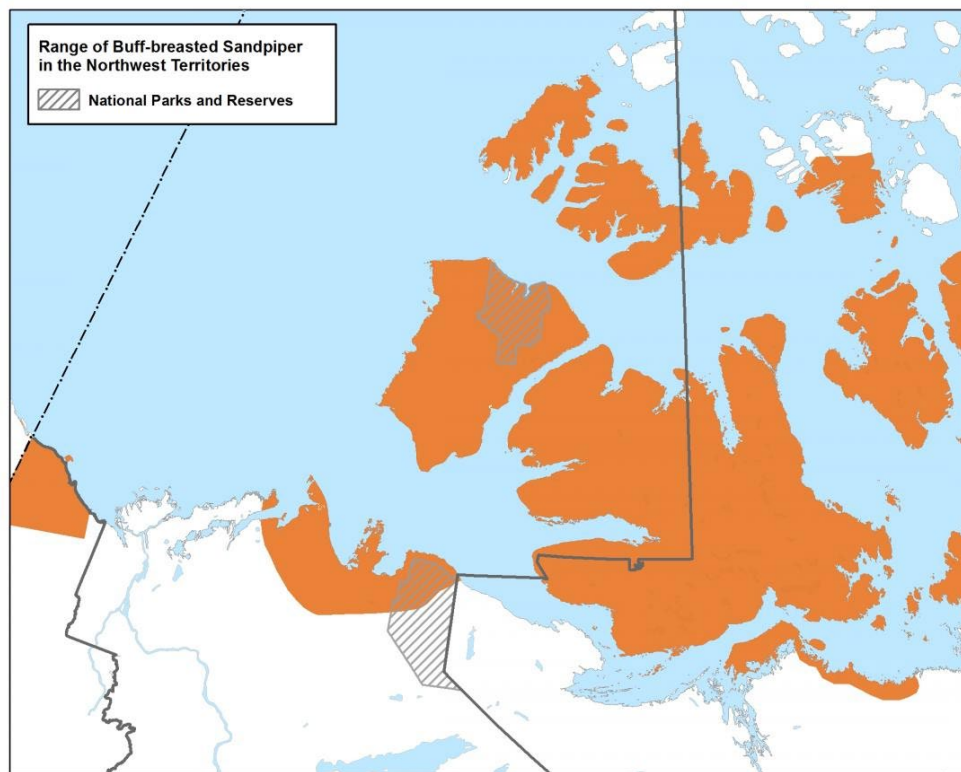 Range of Buff-breasted Sandpiper
in the Northwest Territories
National Parks and Reserves